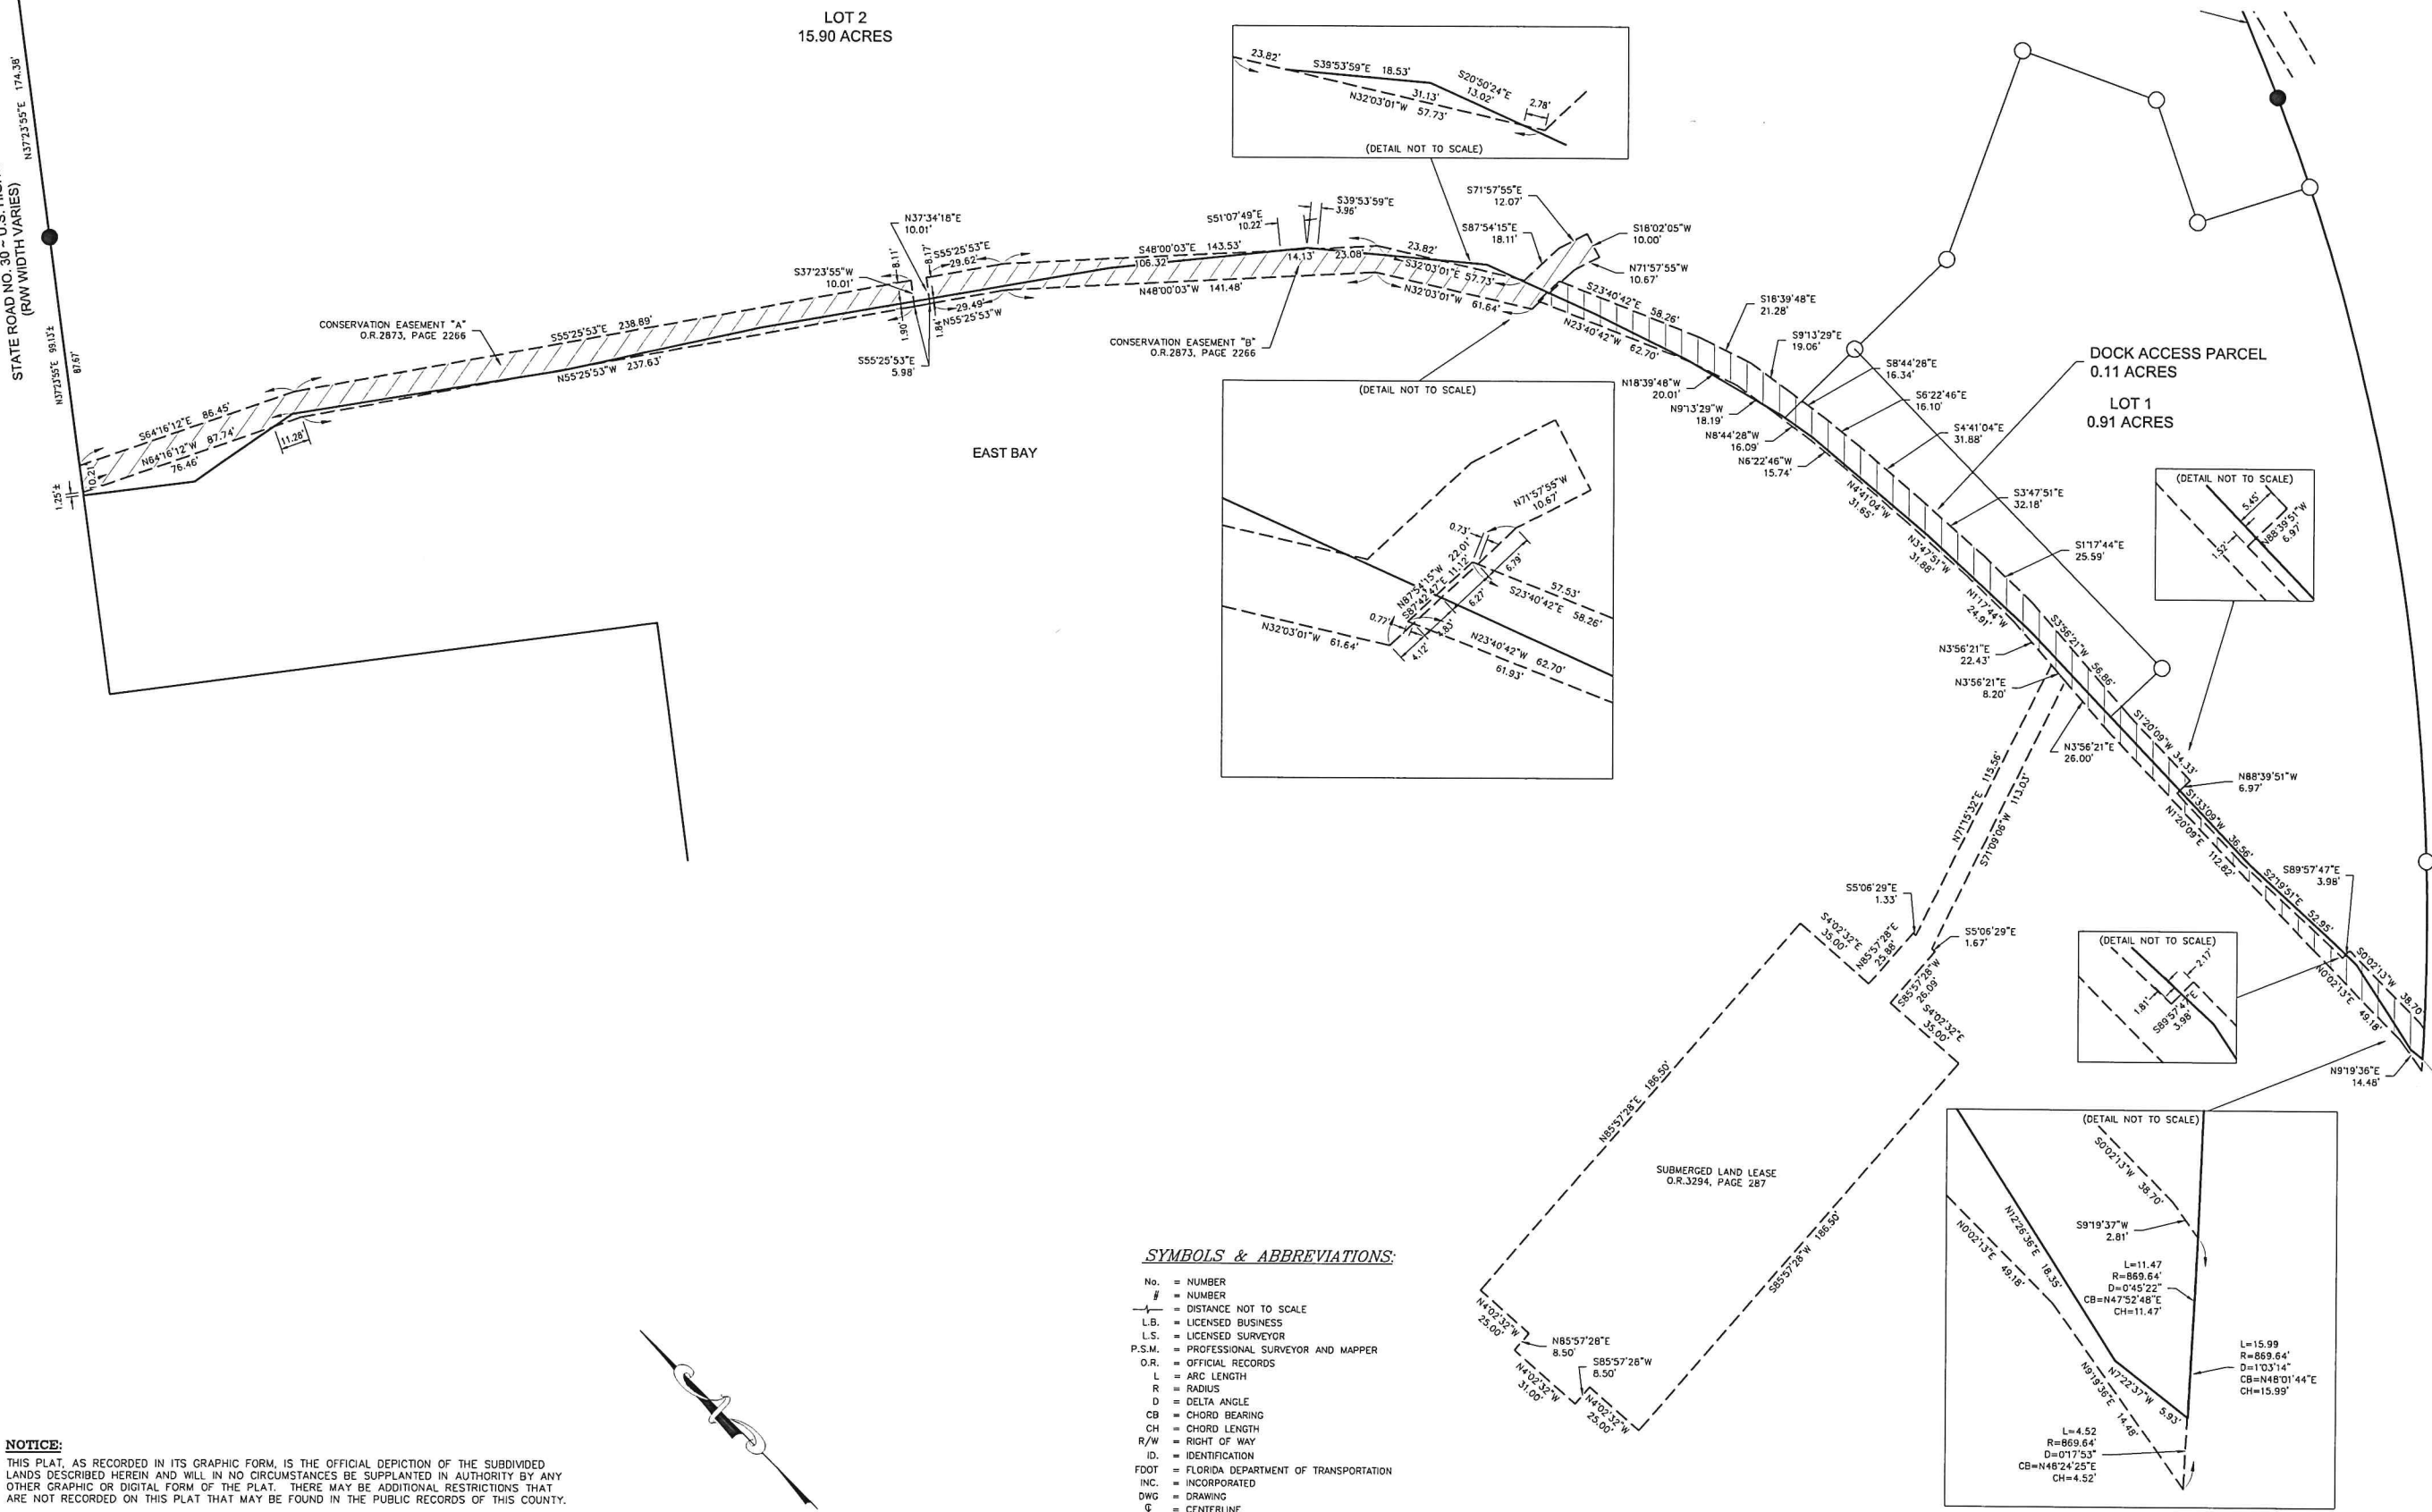 LOT 2
15.90 ACRES
N37°23'55"E 174.38'
STATE ROAD NO. 30 ~ U.S.
(R/W WIDTH VARIES)
N37°23'55"E 99.13'±
87.67'
1.25'±
10.21'
S64°16'12"E 86.45'
N64°16'12"W 87.74'
76.46'
11.28'
CONSERVATION EASEMENT "A"
O.R.2873, PAGE 2266
S55°25'53"E 238.89'
N55°25'53"W 237.63'
S37°23'55"W
10.01'
N37°34'18"E
10.01'
8.11'
8.17'
S55°25'53"E
29.62'
1.90'
1.84'
29.49'
N55°25'53"W
S55°25'53"E
5.98'
S48°00'03"E 143.53'
106.32'
N48°00'03"W 141.48'
CONSERVATION EASEMENT "B"
O.R.2873, PAGE 2266
S51°07'49"E
10.22'
S39°53'59"E
3.96'
14.13'
23.08'
23.82'
S32°03'01"E 57.73'
N32°03'01"W 61.64'
23.82'
S39°53'59"E 18.53'
S20°50'24"E
13.02'
2.78'
31.13'
N32°03'01"W 57.73'
(DETAIL NOT TO SCALE)
S71°57'55"E
12.07'
S87°54'15"E
18.11'
S18°02'05"W
10.00'
N71°57'55"W
10.67'
S23°40'42"E 58.26'
N23°40'42"W 62.70'
S18°39'48"E
21.28'
S9°13'29"E
19.06'
S8°44'28"E
16.34'
S6°22'46"E
16.10'
S4°41'04"E
31.88'
S3°47'51"E
32.18'
S1°17'44"E
25.59'
N18°39'48"W
20.01'
N9°13'29"W
18.19'
N8°44'28"W
16.09'
N6°22'46"W
15.74'
N4°41'04"W
31.65'
N3°47'51"W
31.88'
N1°17'44"W
24.91'
DOCK ACCESS PARCEL
0.11 ACRES
LOT 1
0.91 ACRES
EAST BAY
(DETAIL NOT TO SCALE)
N71°57'55"W
10.67'
0.73'
N87°54'15"W 22.01'
S87°42'47"E 11.12'
6.79'
6.27'
57.53'
S23°40'42"E 58.26'
0.77'
4.83'
4.12'
N32°03'01"W 61.64'
N23°40'42"W 62.70'
61.93'
(DETAIL NOT TO SCALE)
5.45'
1.52'
N88°39'51"W
6.97'
N3°56'21"E
22.43'
N3°56'21"E
8.20'
S3°56'21"W 56.86'
N3°56'21"E
26.00'
S1°20'09"W 34.33'
N88°39'51"W
6.97'
S1°33'09"W 36.56'
N1°20'09"E 112.82'
S2°19'51"E 52.95'
S89°57'47"E
3.98'
S0°02'13"W 38.70'
N0°02'13"E 49.18'
N9°19'36"E
14.48'
N71°15'32"E 115.56'
S71°09'06"W 113.03'
S5°06'29"E
1.33'
S5°06'29"E
1.67'
S4°02'32"E
35.00'
N85°57'28"E
25.88'
S85°57'28"W
26.09'
S4°02'32"E
35.00'
N85°57'28"E 186.50'
S85°57'28"W 186.50'
SUBMERGED LAND LEASE
O.R.3294, PAGE 287
N4°02'32"W
25.00'
N85°57'28"E
8.50'
N4°02'32"W
31.00'
S85°57'28"W
8.50'
N4°02'32"W
25.00'
(DETAIL NOT TO SCALE)
2.17'
1.81'
S89°57'47"E
3.98'
(DETAIL NOT TO SCALE)
S0°02'13"W 38.70'
S9°19'37"W
2.81'
N12°26'36"E 18.35'
N0°02'13"E 49.18'
L=11.47
R=869.64'
D=0°45'22"
CB=N47°52'48"E
CH=11.47'
L=15.99
R=869.64'
D=1°03'14"
CB=N48°01'44"E
CH=15.99'
N7°22'37"W 5.93'
N9°19'36"E 14.48'
L=4.52
R=869.64'
D=0°17'53"
CB=N48°24'25"E
CH=4.52'
SYMBOLS & ABBREVIATIONS:
No. = NUMBER
# = NUMBER
= DISTANCE NOT TO SCALE
L.B. = LICENSED BUSINESS
L.S. = LICENSED SURVEYOR
P.S.M. = PROFESSIONAL SURVEYOR AND MAPPER
O.R. = OFFICIAL RECORDS
L = ARC LENGTH
R = RADIUS
D = DELTA ANGLE
CB = CHORD BEARING
CH = CHORD LENGTH
R/W = RIGHT OF WAY
ID. = IDENTIFICATION
FDOT = FLORIDA DEPARTMENT OF TRANSPORTATION
INC. = INCORPORATED
DWG = DRAWING
℄ = CENTERLINE
NOTICE:
THIS PLAT, AS RECORDED IN ITS GRAPHIC FORM, IS THE OFFICIAL DEPICTION OF THE SUBDIVIDED
LANDS DESCRIBED HEREIN AND WILL IN NO CIRCUMSTANCES BE SUPPLANTED IN AUTHORITY BY ANY
OTHER GRAPHIC OR DIGITAL FORM OF THE PLAT. THERE MAY BE ADDITIONAL RESTRICTIONS THAT
ARE NOT RECORDED ON THIS PLAT THAT MAY BE FOUND IN THE PUBLIC RECORDS OF THIS COUNTY.